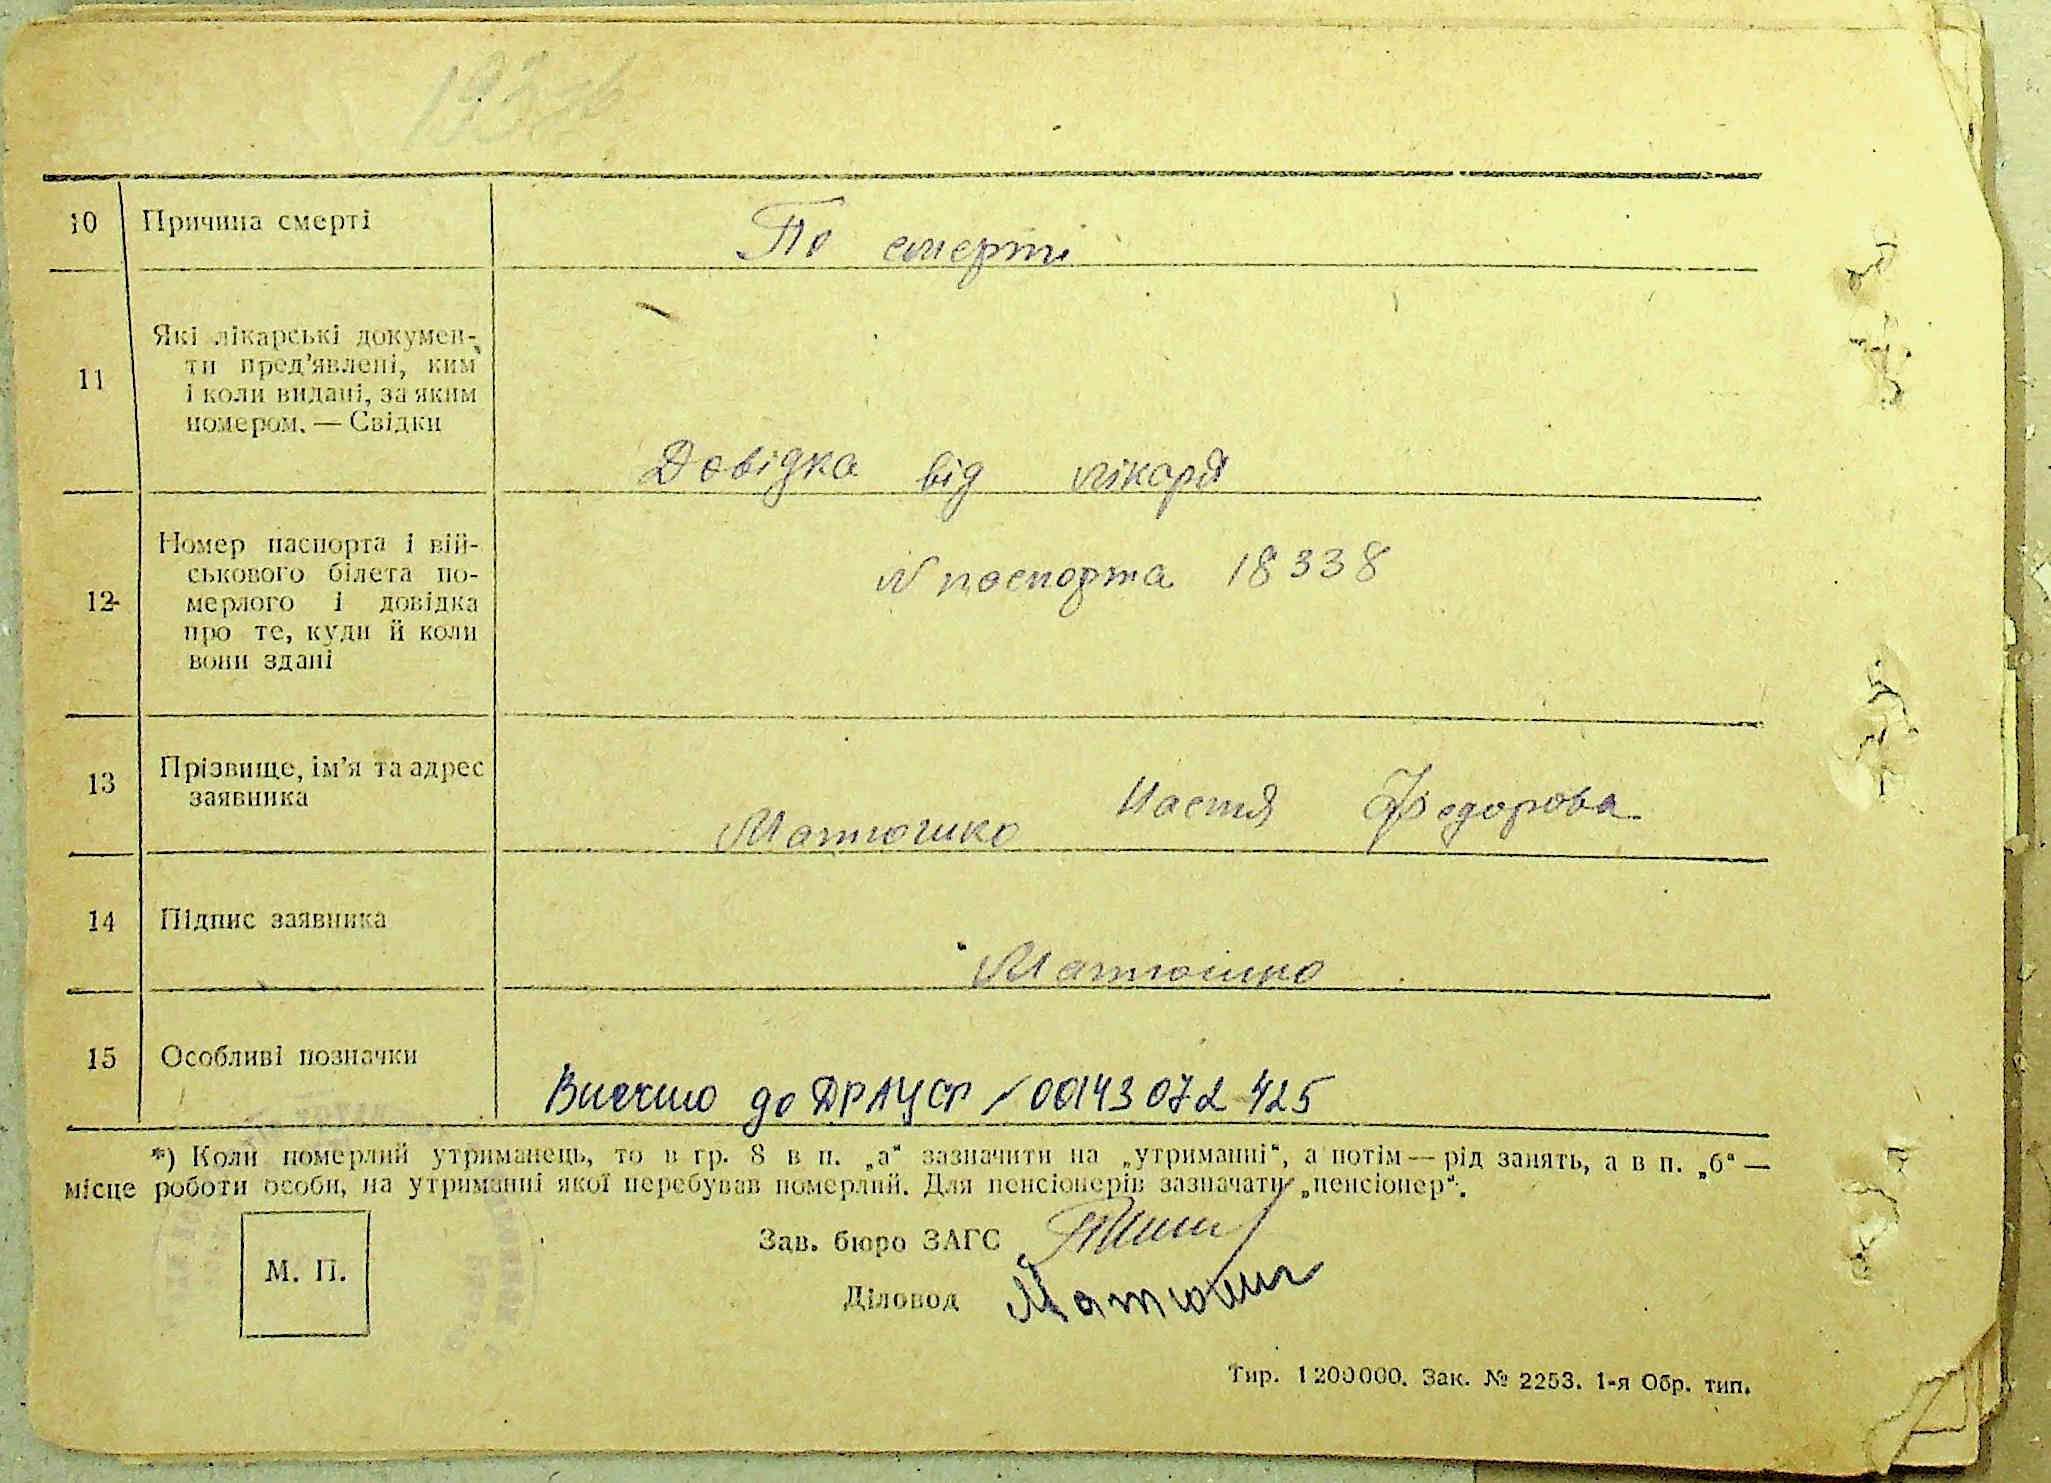 10 Причина смерті
По смерті
11 Які лікарські докумен-
ти пред’явлені, ким
і коли видані, за яким
номером. — Свідки
Довідка від лікаря
12 Номер паспорта і вій-
ськового білета по-
мерлого і довідка
про те, куди й коли
вони здані
N паспорта 18338
13 Прізвище, ім’я та адрес
заявника
Матюшко Настя Федорова
14 Підпис заявника
Матюшко
15 Особливі позначки
Внесено до ДРАЦСГ 00143072425
*) Коли померлий утриманець, то в гр. 8 в п. „а“ зазначити на „утриманні“, а потім — рід занять, а в п. „б“ —
місце роботи особи, на утриманні якої перебував померлий. Для пенсіонерів зазначати „пенсіонер“.
Зав. бюро ЗАГС
М. П.
Діловод Матюш
Тир. 1200000. Зак. № 2253. 1-я Обр. тип.